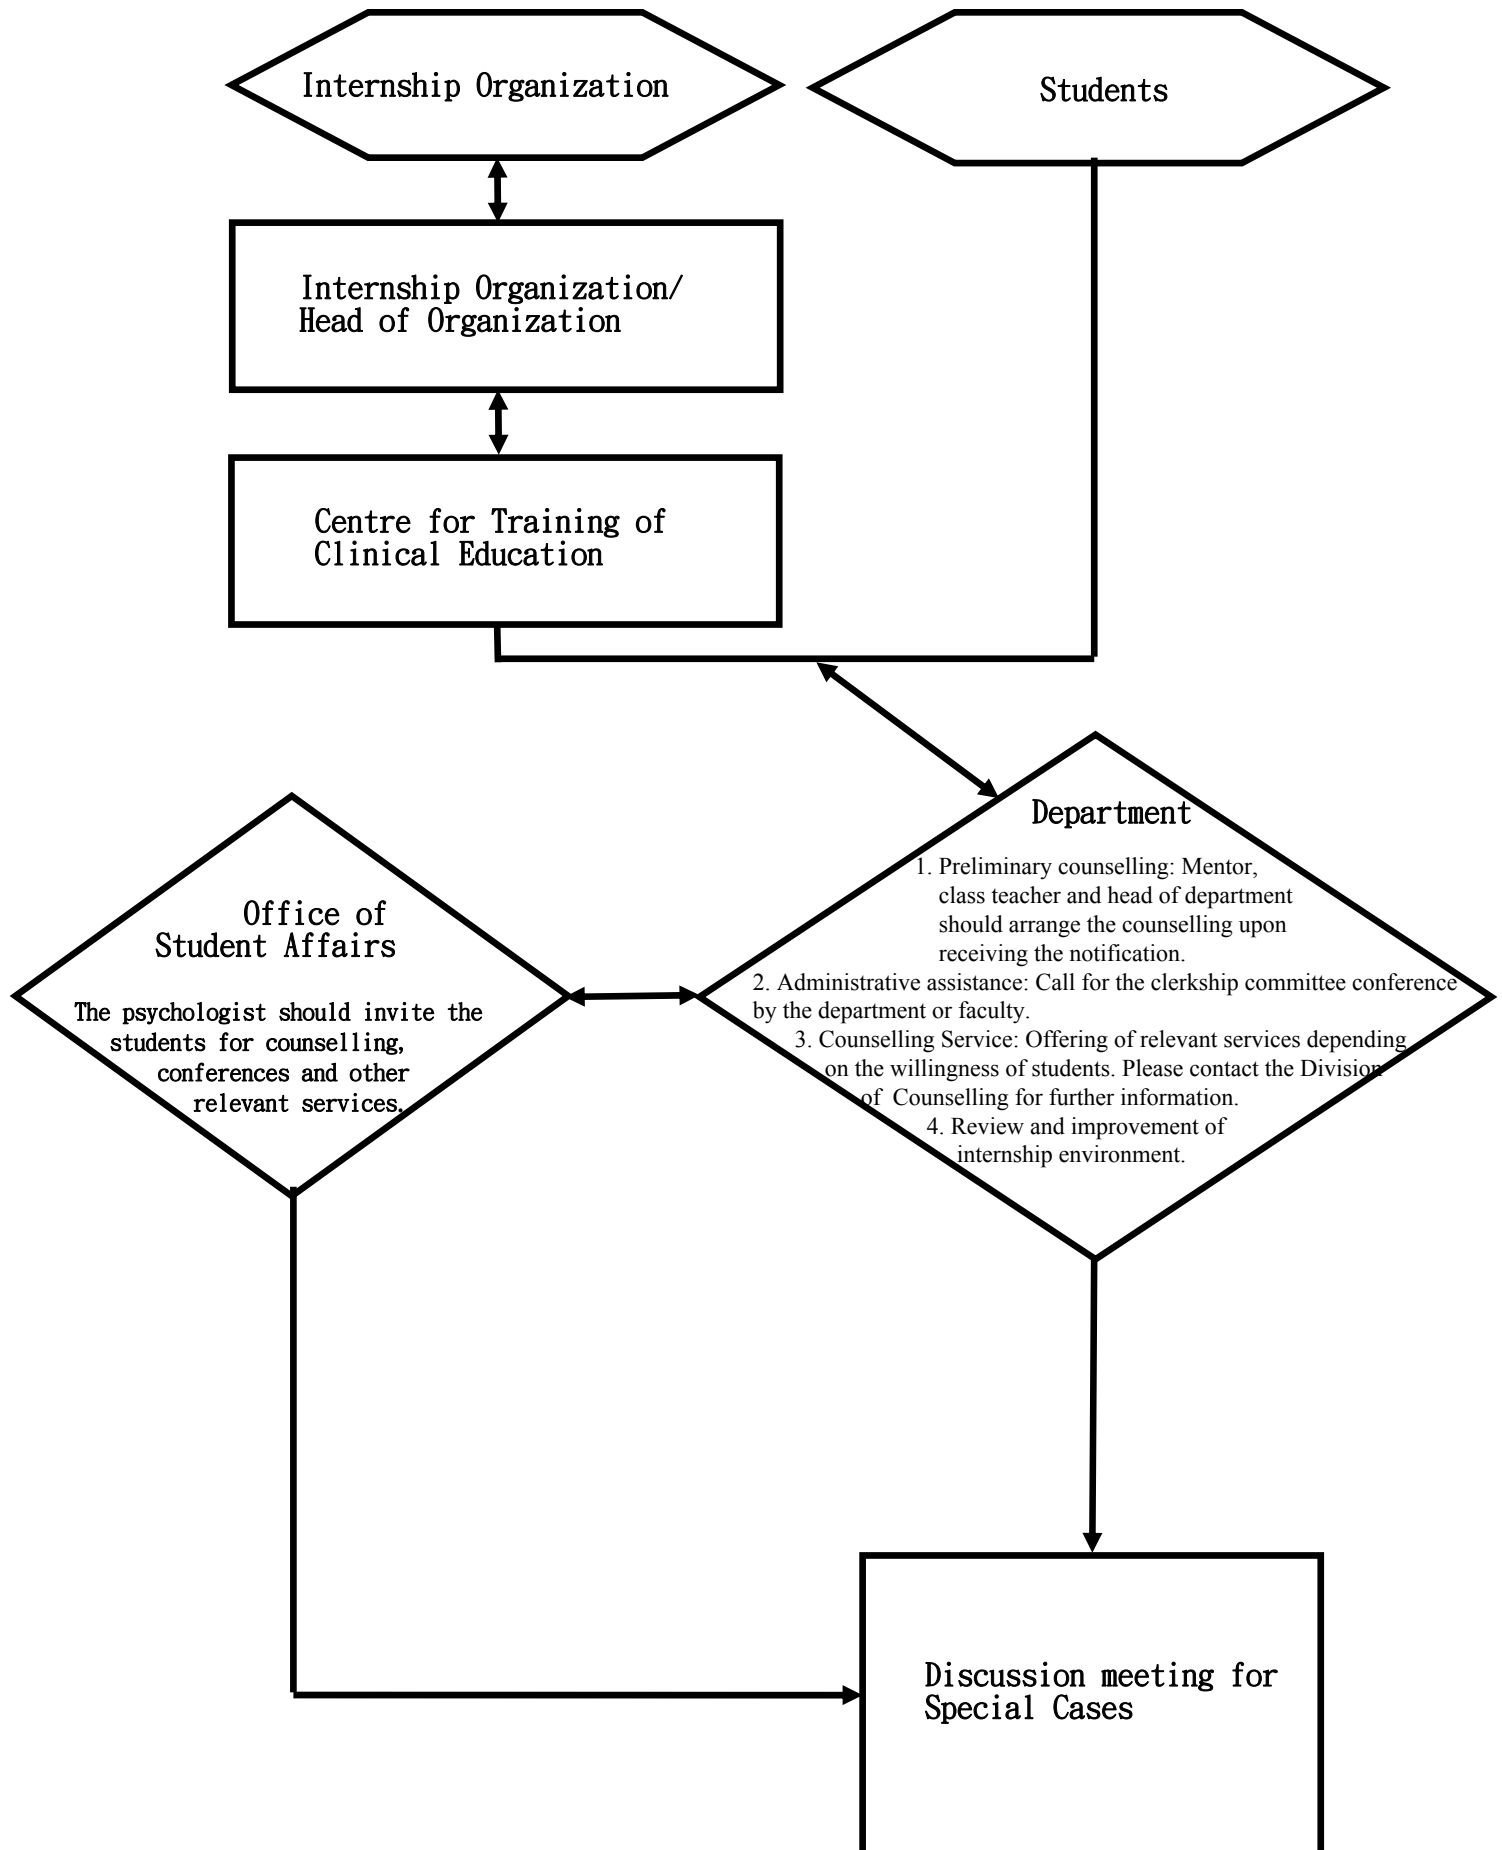 Internship Organization
Students
Internship Organization/
Head of Organization
Centre for Training of
Clinical Education
Department
1. Preliminary counselling: Mentor,
class teacher and head of department
should arrange the counselling upon
receiving the notification.
2. Administrative assistance: Call for the clerkship committee conference
by the department or faculty.
3. Counselling Service: Offering of relevant services depending
on the willingness of students. Please contact the Division
of Counselling for further information.
4. Review and improvement of
internship environment.
Office of
Student Affairs
The psychologist should invite the
students for counselling,
conferences and other
relevant services.
Discussion meeting for
Special Cases